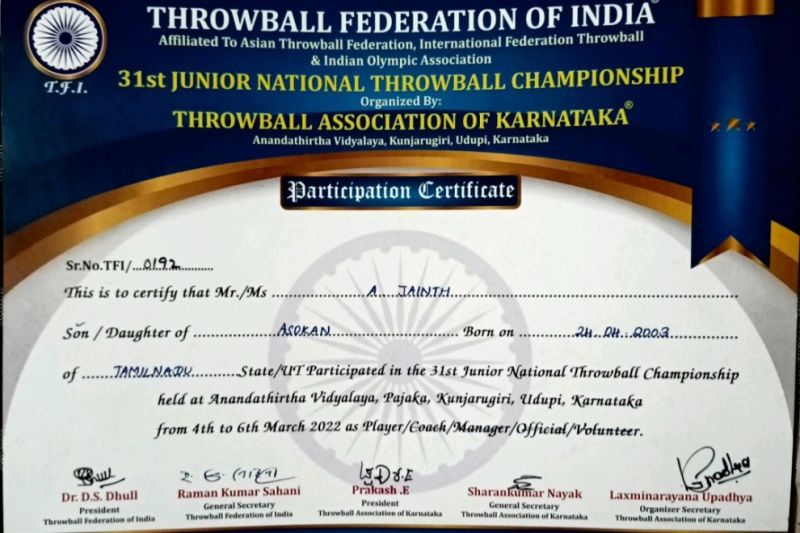 THROWBALL FEDERATION OF INDIA®
Affiliated To Asian Throwball Federation, International Federation Throwball
& Indian Olympic Association
T.F.I.
31st JUNIOR NATIONAL THROWBALL CHAMPIONSHIP
Organized By:
THROWBALL ASSOCIATION OF KARNATAKA®
Anandathirtha Vidyalaya, Kunjarugiri, Udupi, Karnataka
Participation Certificate
Sr.No.TFI/...0192............
This is to certify that Mr./Ms ........................A JAINTH........................
Son / Daughter of ....................ASOKAN.................... Born on ............24.04.2003............
of ......TAMILNADU............State/UT Participated in the 31st Junior National Throwball Championship
held at Anandathirtha Vidyalaya, Pajaka, Kunjarugiri, Udupi, Karnataka
from 4th to 6th March 2022 as Player/Coach/Manager/Official/Volunteer.
Prakash.E
Dr. D.S. Dhull Raman Kumar Sahani Prakash .E Sharankumar Nayak Laxminarayana Upadhya
President General Secretary President General Secretary Organizer Secretary
Throwball Federation of India Throwball Federation of India Throwball Association of Karnataka Throwball Association of Karnataka Throwball Association of Karnataka